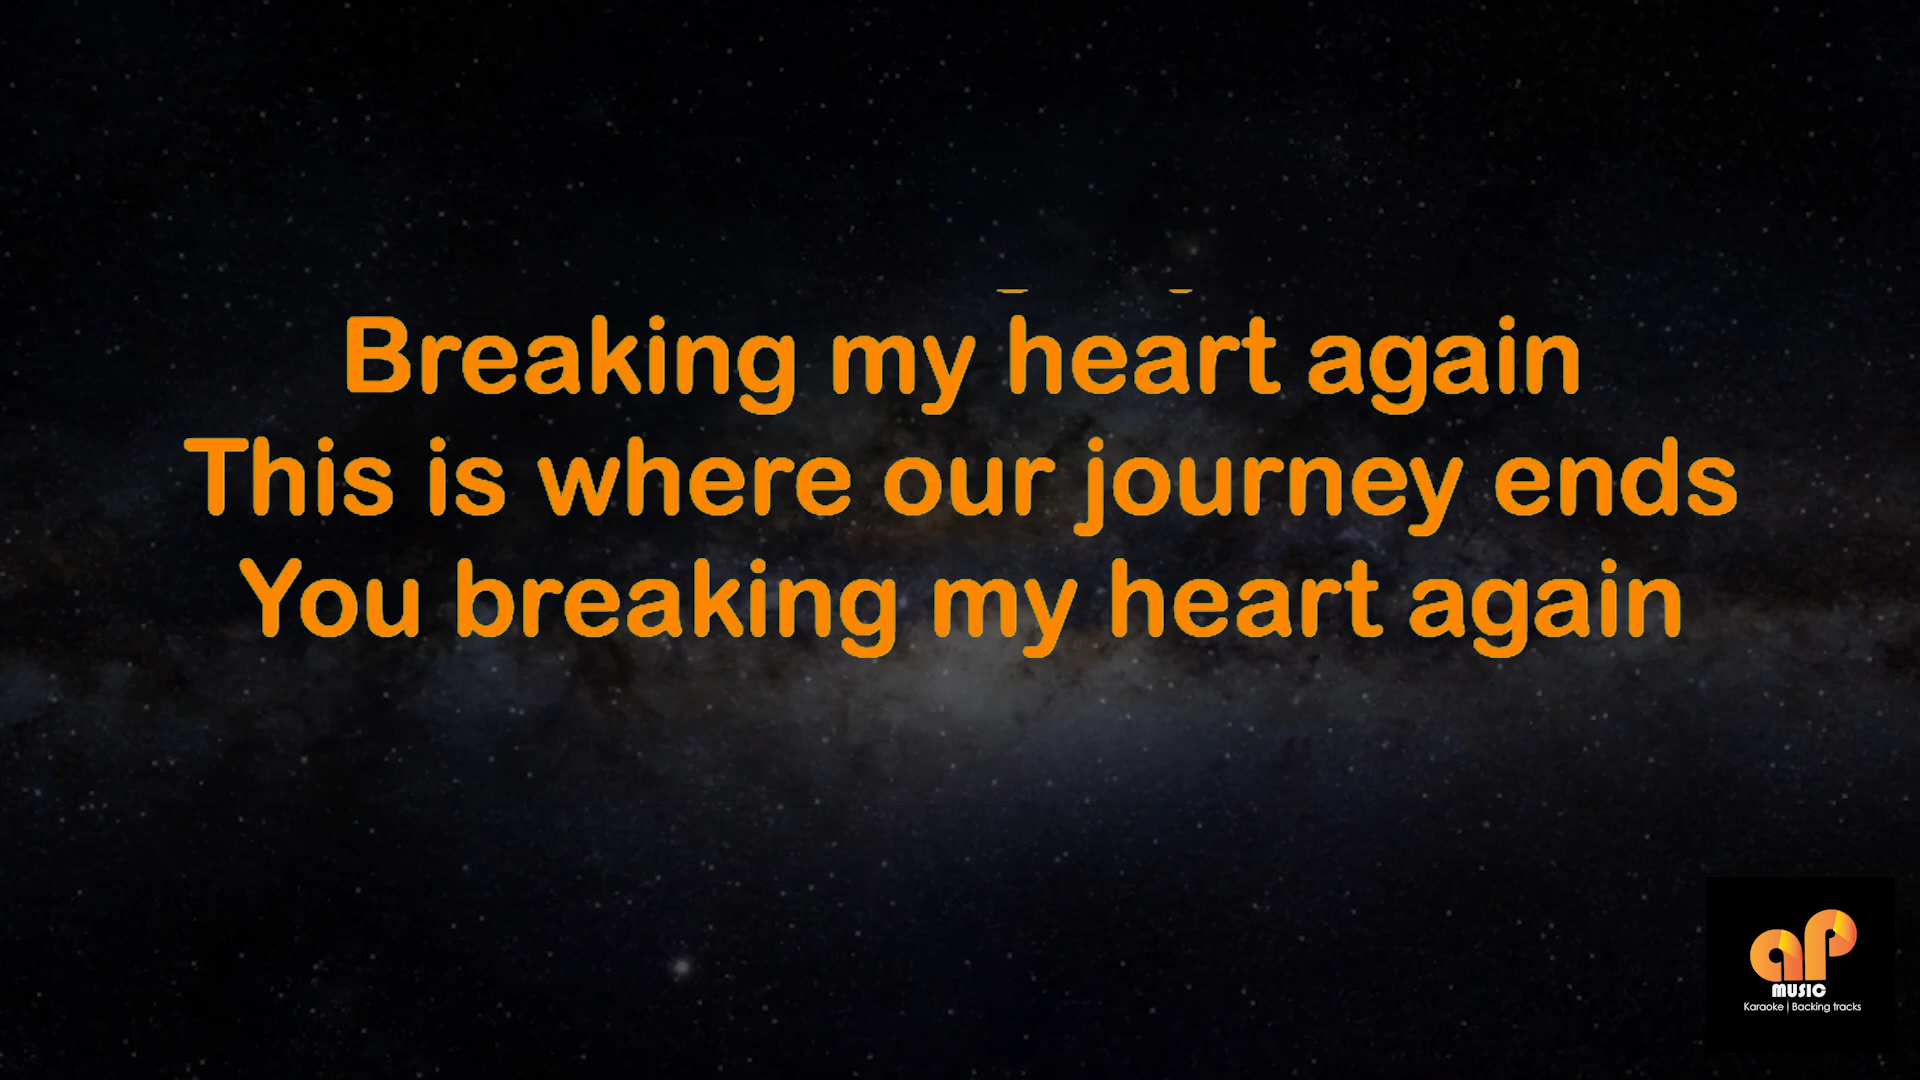 Breaking my heart again
This is where our journey ends
You breaking my heart again
aP
MUSIC
Karaoke | Backing tracks